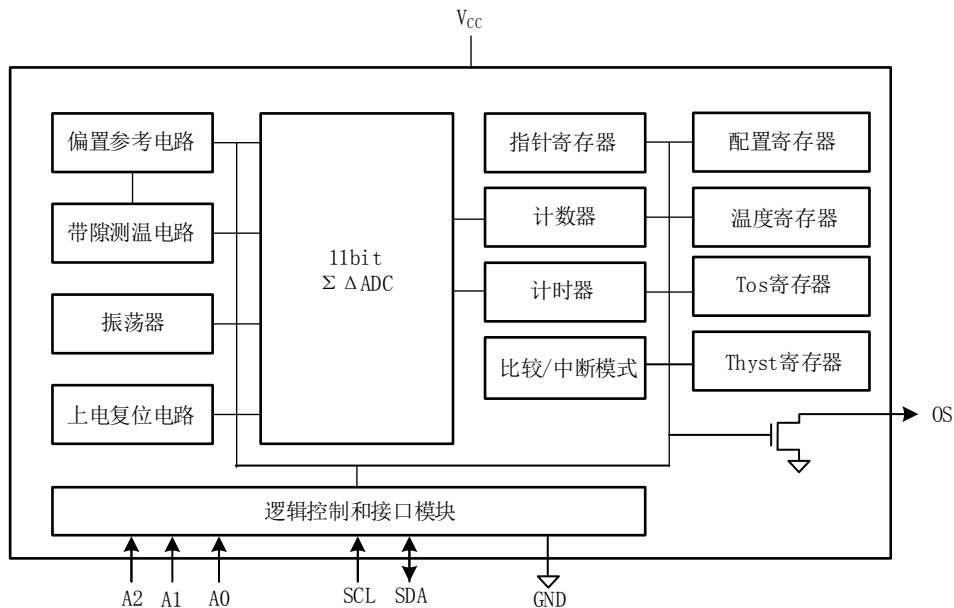 VCC
偏置参考电路
带隙测温电路
振荡器
上电复位电路
11bit
ΣΔADC
指针寄存器
计数器
计时器
比较/中断模式
配置寄存器
温度寄存器
Tos寄存器
Thyst寄存器
OS
逻辑控制和接口模块
A2 A1 A0 SCL SDA GND